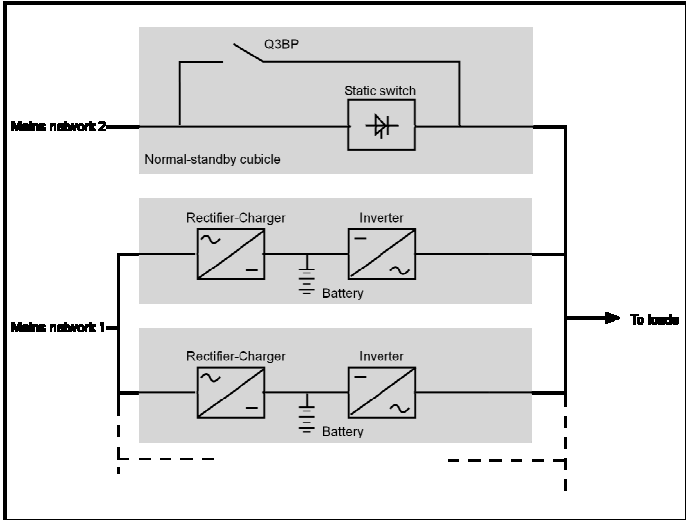 Q3BP
Static switch
Mains network 2
Normal-standby cubicle
Rectifier-Charger
Inverter
Battery
Mains network 1
To loads
Rectifier-Charger
Inverter
Battery